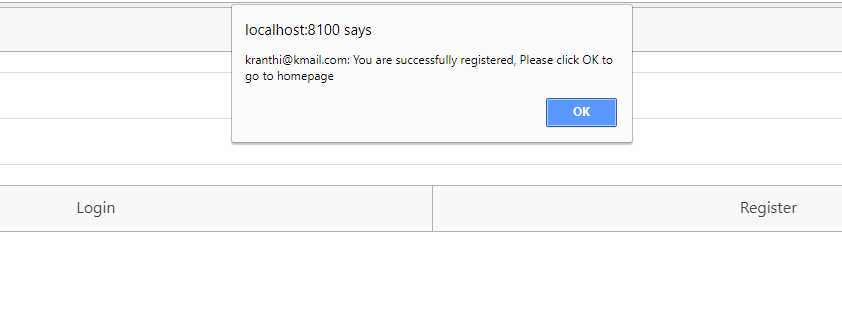 localhost:8100 says
kranthi@kmail.com: You are successfully registered, Please click OK to
go to homepage
OK
Login
Register